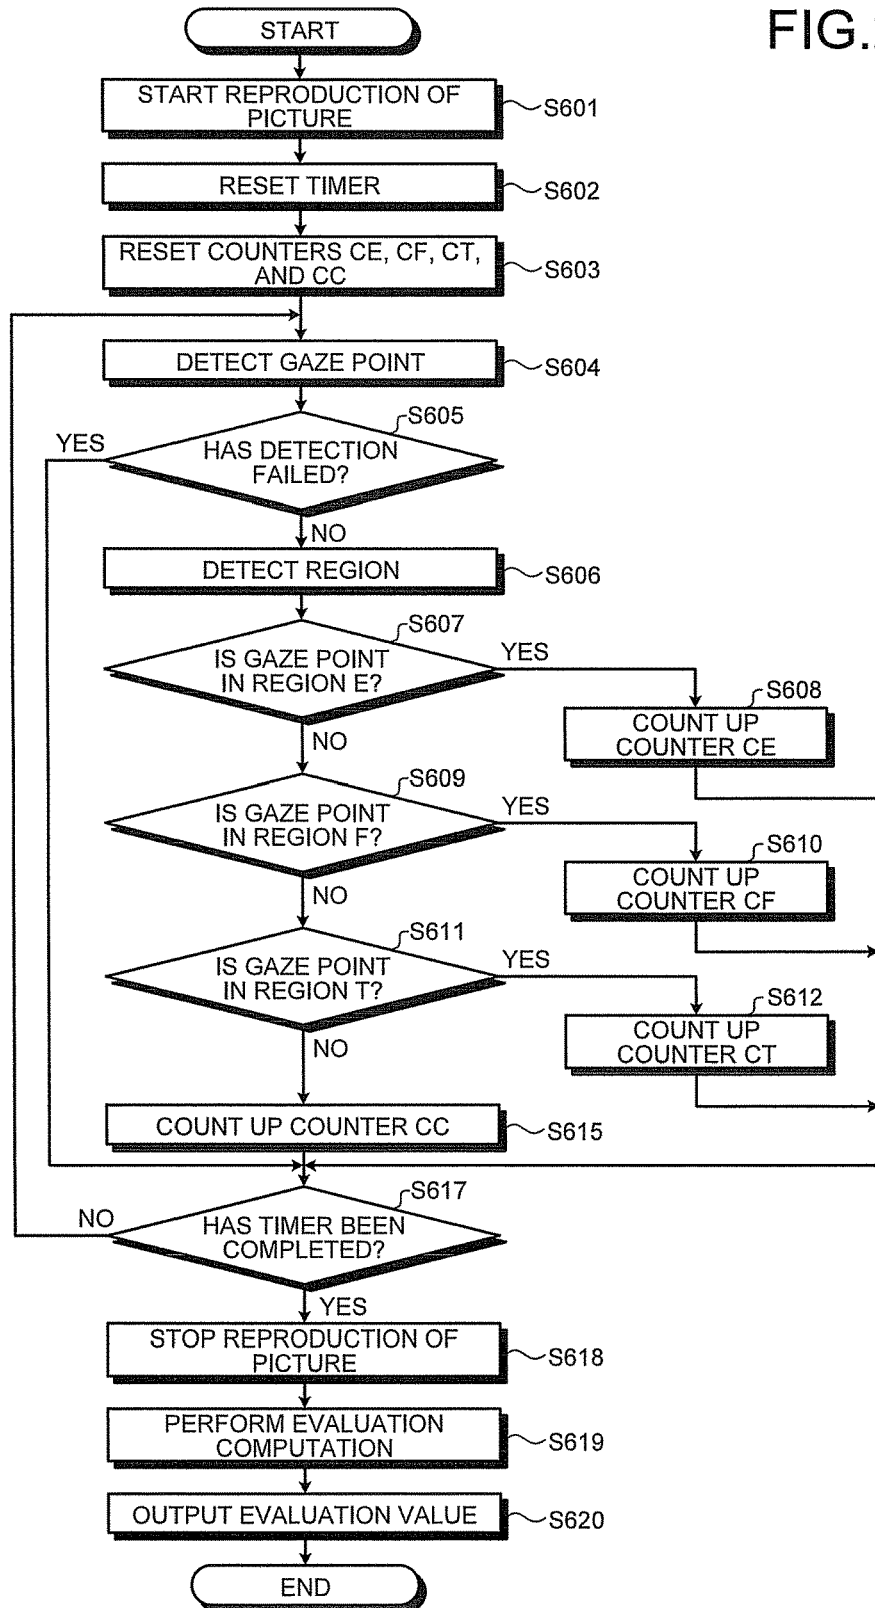 FIG.
START
START REPRODUCTION OF
PICTURE
S601
RESET TIMER
S602
RESET COUNTERS CE, CF, CT,
AND CC
S603
DETECT GAZE POINT
S604
S605
YES
HAS DETECTION
FAILED?
NO
DETECT REGION
S606
S607
IS GAZE POINT
IN REGION E?
YES
S608
COUNT UP
COUNTER CE
NO
S609
IS GAZE POINT
IN REGION F?
YES
S610
COUNT UP
COUNTER CF
NO
S611
IS GAZE POINT
IN REGION T?
YES
S612
COUNT UP
COUNTER CT
NO
COUNT UP COUNTER CC
S615
S617
NO
HAS TIMER BEEN
COMPLETED?
YES
STOP REPRODUCTION OF
PICTURE
S618
PERFORM EVALUATION
COMPUTATION
S619
OUTPUT EVALUATION VALUE
S620
END